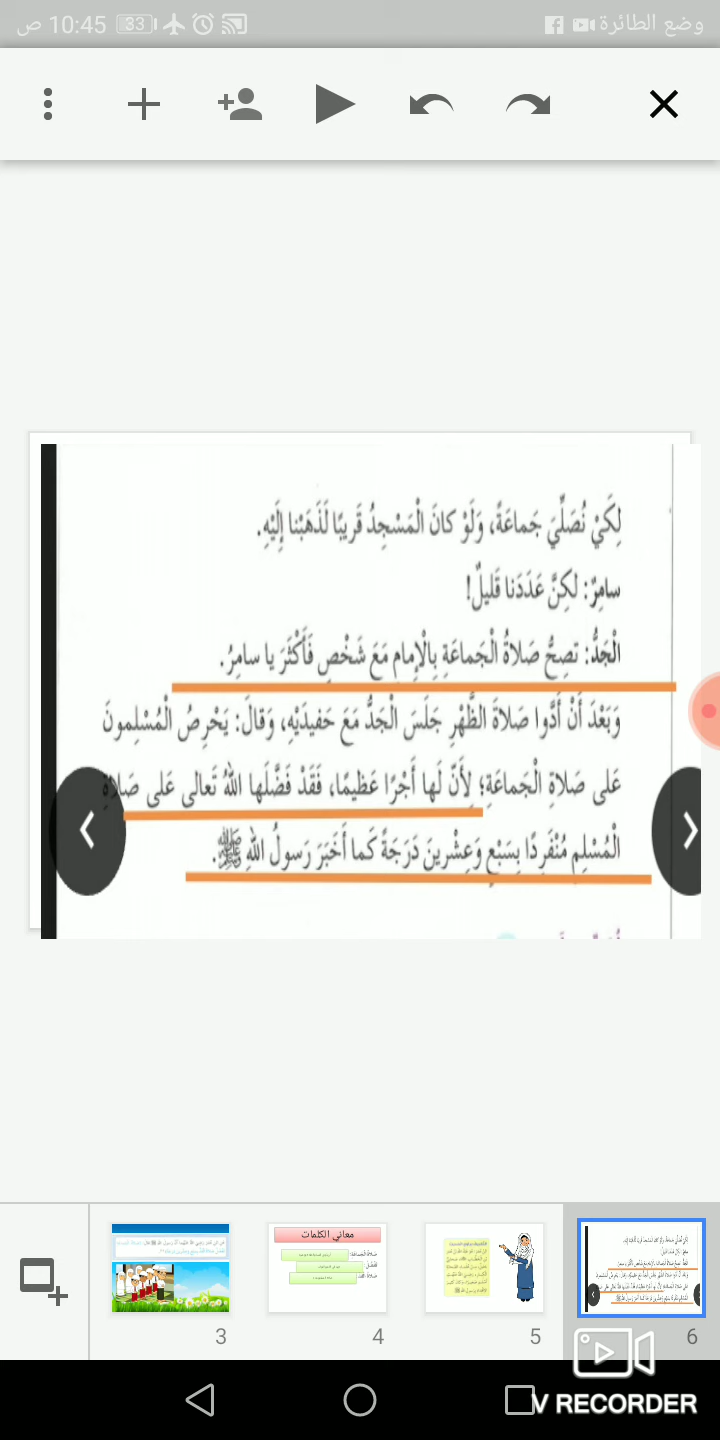 وضع الطائرة
33 10:45 ص
لِكَيْ نُصَلِّيَ جَماعَةً، وَلَوْ كانَ الْمَسْجِدُ قَريبًا لَذَهَبْنا إِلَيْهِ.
سامِرٌ: لكِنَّ عَدَدَنا قَليلٌ!
الْجَدُّ: تَصِحُّ صَلاةُ الْجَماعَةِ بِالْإِمامِ مَعَ شَخْصٍ فَأَكْثَرَ يا سامِرُ.
وَبَعْدَ أَنْ أَدَّوا صَلاةَ الظُّهْرِ جَلَسَ الْجَدُّ مَعَ حَفيدَيْهِ، وَقالَ: يَحْرِصُ الْمُسْلِمونَ
عَلى صَلاةِ الْجَماعَةِ؛ لِأَنَّ لَها أَجْرًا عَظيمًا، فَقَدْ فَضَّلَها اللهُ تَعالى عَلى صَلاةِ
الْمُسْلِمِ مُنْفَرِدًا بِسَبْعٍ وَعِشْرينَ دَرَجَةً كَما أَخْبَرَ رَسولُ اللهِ ﷺ.
معاني الكلمات
3
4
5
6
V RECORDER